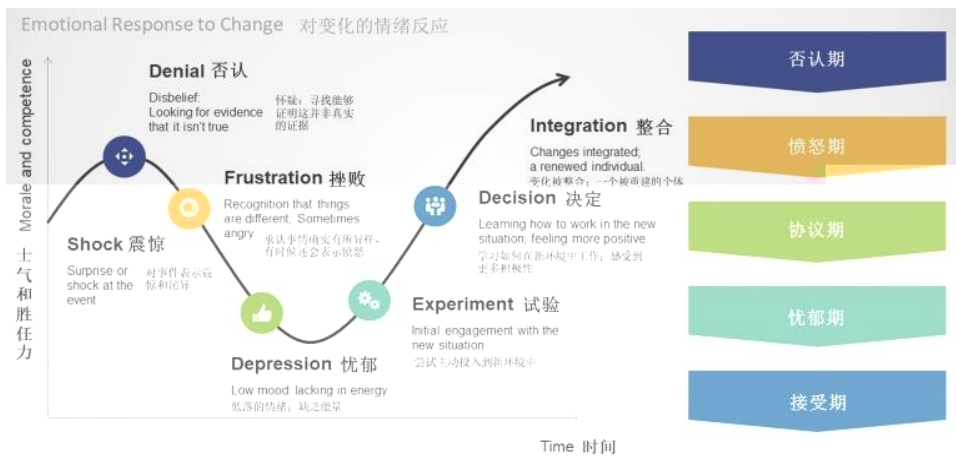 Emotional Response to Change 对变化的情绪反应
Morale and competence
士气和胜任力
Denial 否认
Disbelief:
Looking for evidence
that it isn't true
怀疑：寻找能够
证明这并非真实
的证据
Frustration 挫败
Recognition that things
are different, Sometimes
angry
承认事情确实有所异样，
有时候还会表示愤怒
Shock 震惊
Surprise or
shock at the
event
对事件表示震
惊和诧异
Depression 忧郁
Low mood: lacking in energy
低落的情绪；缺乏能量
Integration 整合
Changes integrated;
a renewed individual.
变化被整合；一个被重建的个体
Decision 决定
Learning how to work in the new
situation; feeling more positive
学习如何在新环境中工作；感受到
更多积极性
Experiment 试验
Initial engagement with the
new situation
尝试主动投入到新环境中
Time 时间
否认期
愤怒期
协议期
忧郁期
接受期